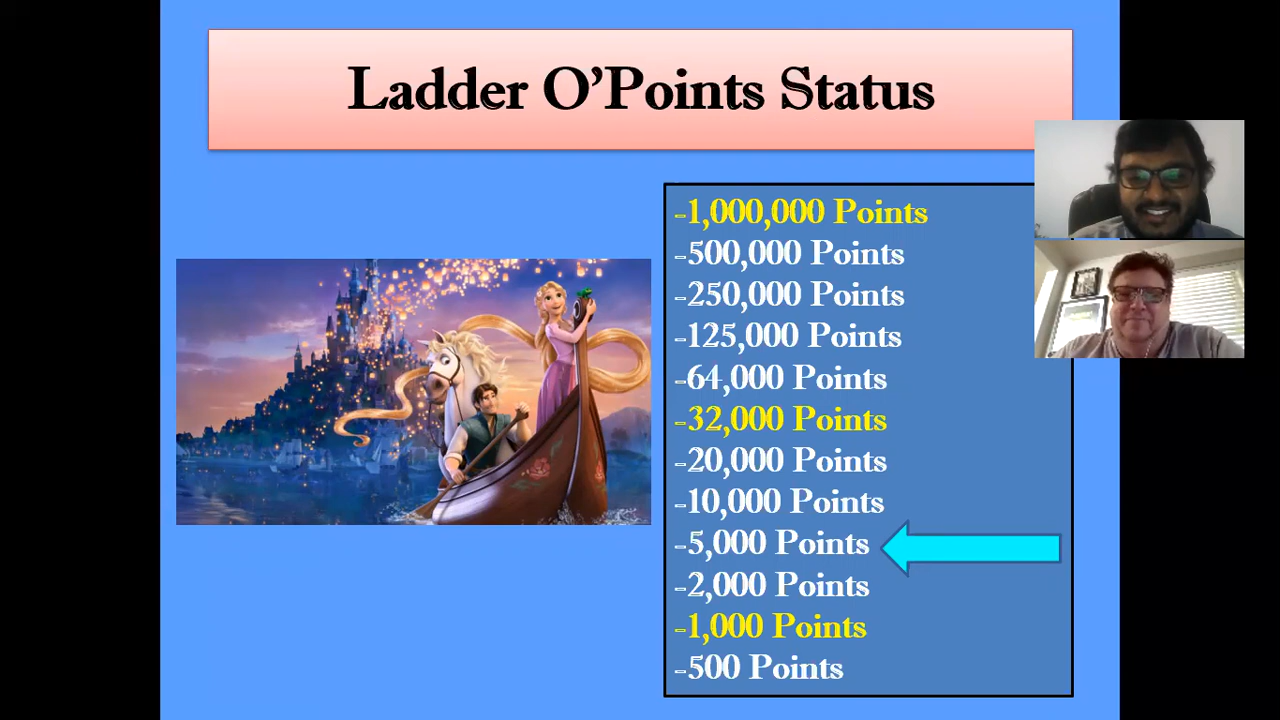 Ladder O'Points Status
-1,000,000 Points
-500,000 Points
-250,000 Points
-125,000 Points
-64,000 Points
-32,000 Points
-20,000 Points
-10,000 Points
-5,000 Points
-2,000 Points
-1,000 Points
-500 Points